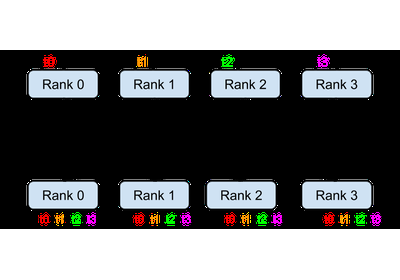 t0 t1 t2 t3
Rank 0 Rank 1 Rank 2 Rank 3
Rank 0 Rank 1 Rank 2 Rank 3
t0 t1 t2 t3 t0 t1 t2 t3 t0 t1 t2 t3 t0 t1 t2 t3